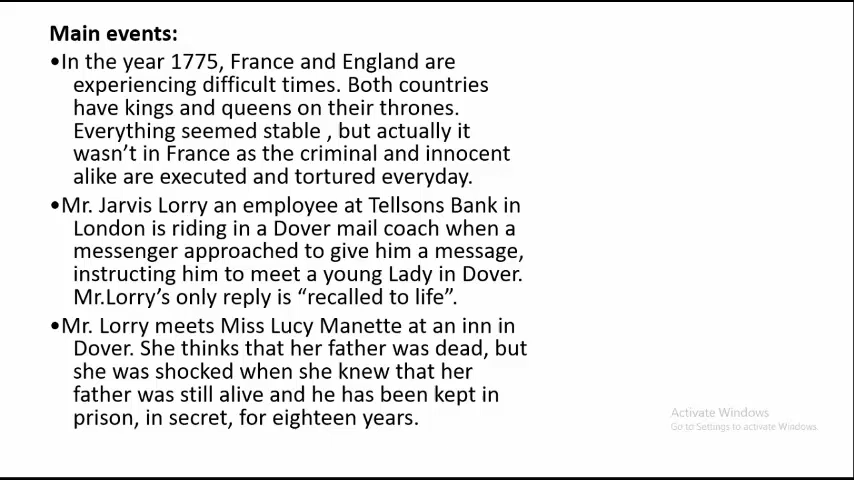 Main events:
•In the year 1775, France and England are
experiencing difficult times. Both countries
have kings and queens on their thrones.
Everything seemed stable , but actually it
wasn’t in France as the criminal and innocent
alike are executed and tortured everyday.
•Mr. Jarvis Lorry an employee at Tellsons Bank in
London is riding in a Dover mail coach when a
messenger approached to give him a message,
instructing him to meet a young Lady in Dover.
Mr.Lorry’s only reply is “recalled to life”.
•Mr. Lorry meets Miss Lucy Manette at an inn in
Dover. She thinks that her father was dead, but
she was shocked when she knew that her
father was still alive and he has been kept in
prison, in secret, for eighteen years.
Activate Windows
Go to Settings to activate Windows.